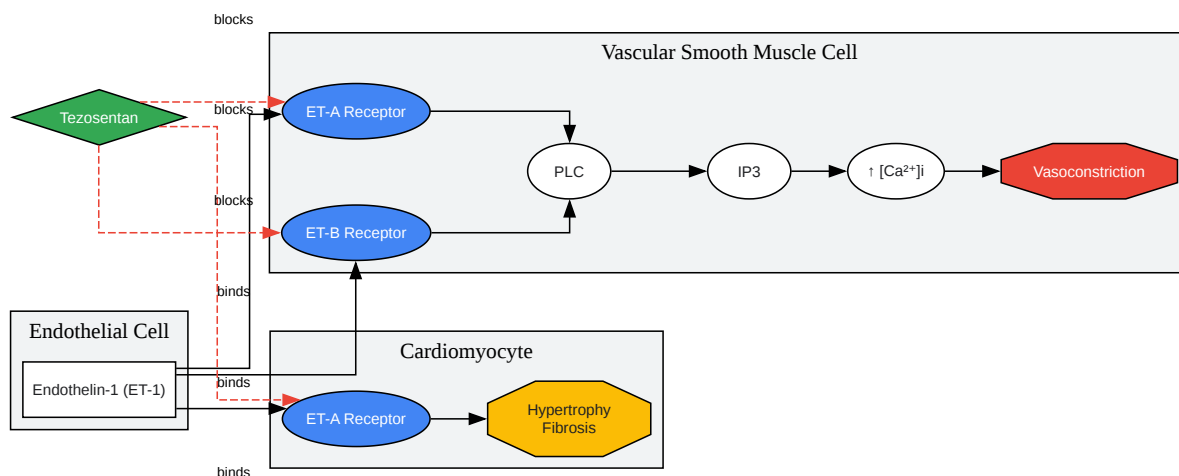 blocks
Vascular Smooth Muscle Cell
Tezosentan
blocks
ET-A Receptor
PLC
IP3
↑ [Ca²⁺]i
Vasoconstriction
blocks
ET-B Receptor
binds
Endothelial Cell
Endothelin-1 (ET-1)
Cardiomyocyte
binds
ET-A Receptor
Hypertrophy
Fibrosis
binds